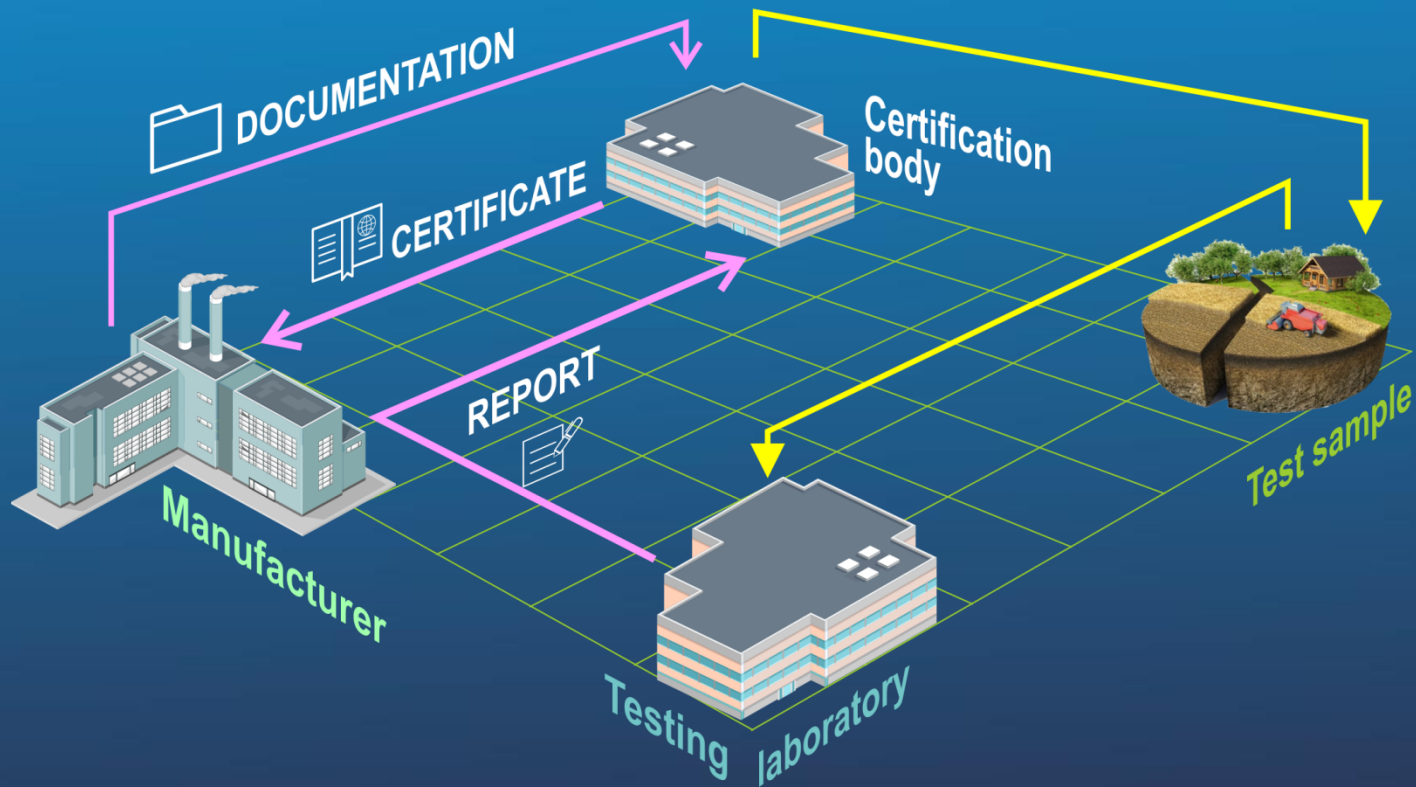 DOCUMENTATION
Certification
body
CERTIFICATE
REPORT
Test sample
Manufacturer
Testing laboratory